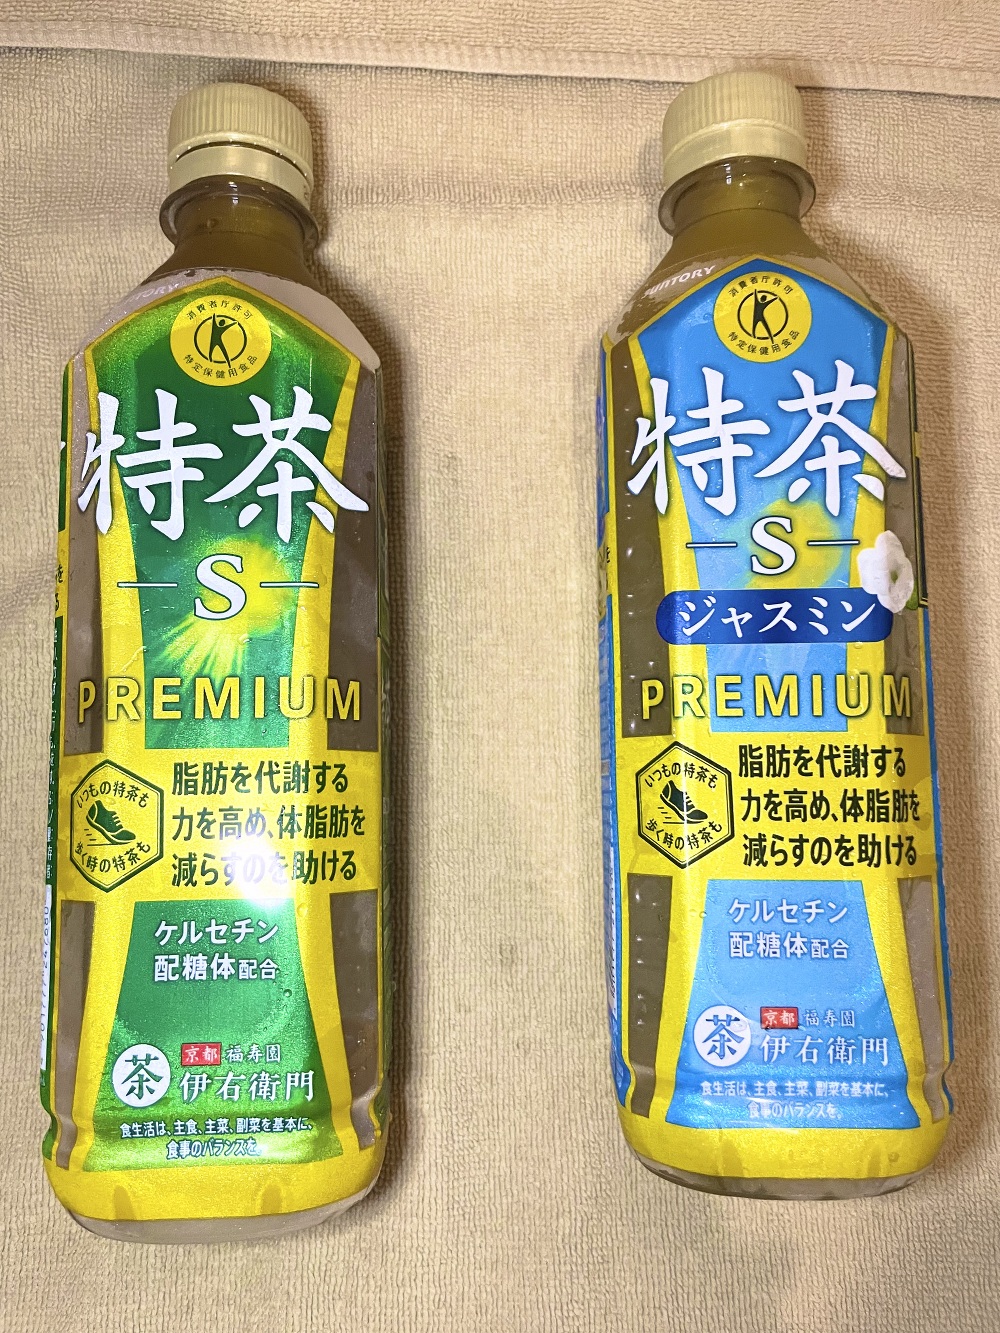 SUNTORY
消費者庁許可
特定保健用食品
特茶
S
PREMIUM
いつもの特茶も
歩く時の特茶も
脂肪を代謝する
力を高め、体脂肪を
減らすのを助ける
ケルセチン
配糖体配合
茶
京都 福寿園
伊右衛門
食生活は、主食、主菜、副菜を基本に、
食事のバランスを。
SUNTORY
消費者庁許可
特定保健用食品
特茶
S
ジャスミン
PREMIUM
いつもの特茶も
歩く時の特茶も
脂肪を代謝する
力を高め、体脂肪を
減らすのを助ける
ケルセチン
配糖体配合
茶
京都 福寿園
伊右衛門
食生活は、主食、主菜、副菜を基本に、
食事のバランスを。